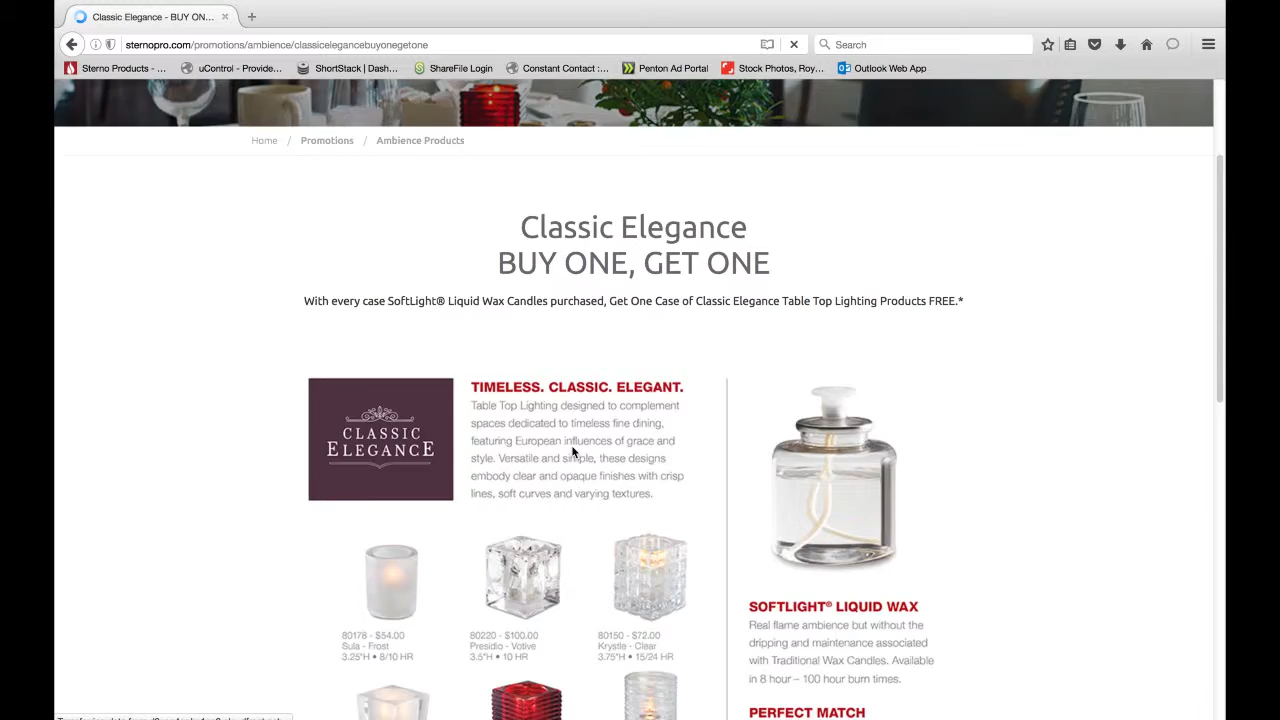 Classic Elegance - BUY ON...
sternopro.com/promotions/ambience/classicelegancebuyonegetone
Search
Sterno Products - ...
uControl - Provide...
ShortStack | Dash...
ShareFile Login
Constant Contact :...
Penton Ad Portal
Stock Photos, Roy...
Outlook Web App
Home / Promotions / Ambience Products
Classic Elegance
BUY ONE, GET ONE
With every case SoftLight® Liquid Wax Candles purchased, Get One Case of Classic Elegance Table Top Lighting Products FREE.*
CLASSIC
ELEGANCE
TIMELESS. CLASSIC. ELEGANT.
Table Top Lighting designed to complement
spaces dedicated to timeless fine dining,
featuring European influences of grace and
style. Versatile and simple, these designs
embody clear and opaque finishes with crisp
lines, soft curves and varying textures.
80178 - $54.00
Sula - Frost
3.25"H • 8/10 HR
80220 - $100.00
Presidio - Votive
3.5"H • 10 HR
80150 - $72.00
Krystle - Clear
3.75"H • 15/24 HR
SOFTLIGHT® LIQUID WAX
Real flame ambience but without the
dripping and maintenance associated
with Traditional Wax Candles. Available
in 8 hour – 100 hour burn times.
PERFECT MATCH